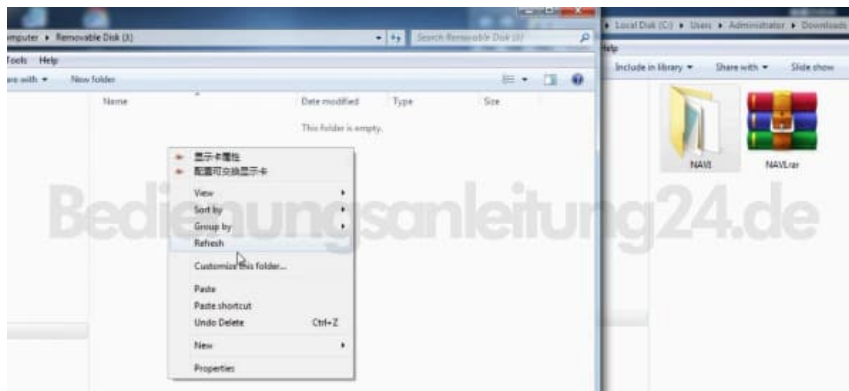 Computer ▸ Removable Disk (J:)
Search Removable Disk (J:)
Tools Help
Share with New folder
Name Date modified Type Size
This folder is empty.
显示卡属性
配置可交换显示卡
View
Sort by
Group by
Refresh
Customize this folder...
Paste
Paste shortcut
Undo Delete Ctrl+Z
New
Properties
Local Disk (C:) ▸ Users ▸ Administrator ▸ Downloads
Help
Include in library Share with Slide show
NAVI NAVI.rar
Bedienungsanleitung24.de